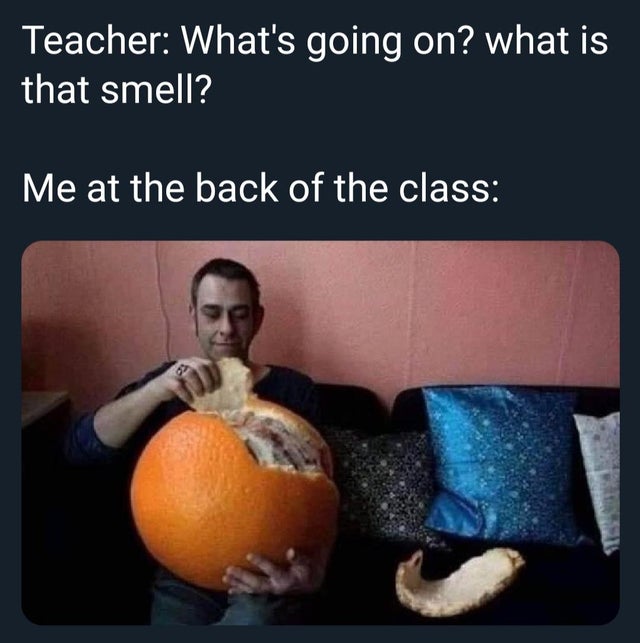 Teacher: What's going on? what is
that smell?
Me at the back of the class: